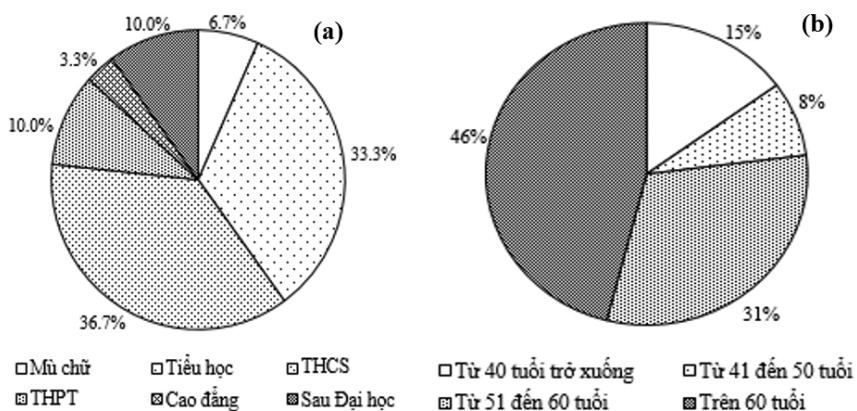 10.0%
6.7%
(a)
3.3%
10.0%
33.3%
36.7%
□ Mù chữ □ Tiểu học □ THCS
□ THPT □ Cao đẳng □ Sau Đại học
(b)
15%
8%
46%
31%
□ Từ 40 tuổi trở xuống □ Từ 41 đến 50 tuổi
□ Từ 51 đến 60 tuổi □ Trên 60 tuổi